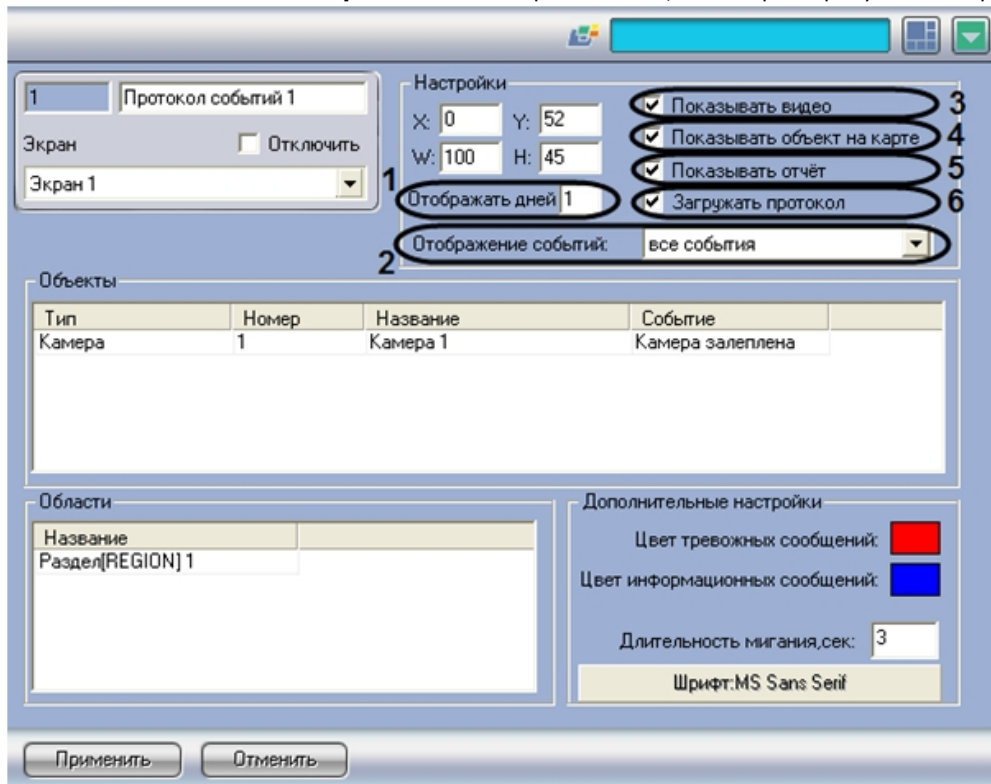 1 Протокол событий 1
Экран Отключить
Экран 1
Настройки
X: 0 Y: 52
W: 100 H: 45
1 Отображать дней 1
2 Отображение событий: все события
Показывать видео 3
Показывать объект на карте 4
Показывать отчёт 5
Загружать протокол 6
Объекты
Тип Номер Название Событие
Камера 1 Камера 1 Камера залеплена
Области
Название
Раздел[REGION] 1
Дополнительные настройки
Цвет тревожных сообщений:
Цвет информационных сообщений:
Длительность мигания,сек: 3
Шрифт:MS Sans Serif
Применить Отменить